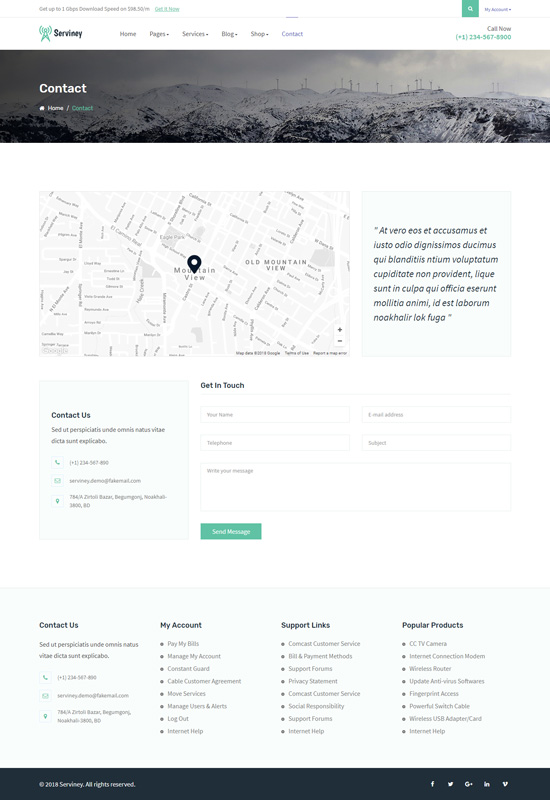 Get up to 1 Gbps Download Speed on $98.50/m Get It Now
My Account
Serviney
Home Pages Services Blog Shop Contact
Call Now
(+1) 234-567-8900
Contact
Home / Contact
Eagle Park
El Camino Real
Mountain
View
OLD MOUNTAIN
VIEW
Google
Map data ©2018 Google Terms of Use Report a map error
" At vero eos et accusamus et
iusto odio dignissimos ducimus
qui blanditiis ntium voluptatum
cupiditate non provident, lique
sunt in culpa qui officia eserunt
mollitia animi, id est laborum
noakhalir lok fuga "
Contact Us
Sed ut perspiciatis unde omnis natus vitae
dicta sunt explicabo.
(+1) 234-567-890
serviney.demo@fakemail.com
784/A Zirtoli Bazar, Begumgonj, Noakhali-
3800, BD
Get In Touch
Your Name E-mail address
Telephone Subject
Write your message
Send Message
Contact Us
Sed ut perspiciatis unde omnis natus
vitae dicta sunt explicabo.
(+1) 234-567-890
serviney.demo@fakemail.com
784/A Zirtoli Bazar, Begumgonj,
Noakhali-3800, BD
My Account
Pay My Bills
Manage My Account
Constant Guard
Cable Customer Agreement
Move Services
Manage Users & Alerts
Log Out
Internet Help
Support Links
Comcast Customer Service
Bill & Payment Methods
Support Forums
Privacy Statement
Comcast Customer Service
Social Responsibility
Support Forums
Internet Help
Popular Products
CC TV Camera
Internet Connection Modem
Wireless Router
Update Anti-virus Softwares
Fingerprint Access
Powerful Switch Cable
Wireless USB Adapter/Card
Internet Help
© 2018 Serviney. All rights reserved.